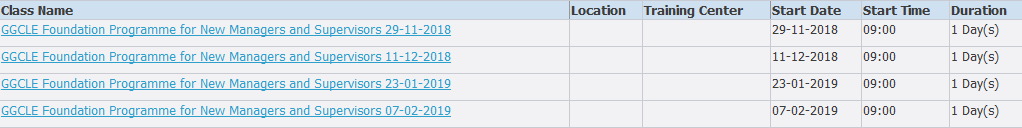 Class Name Location Training Center Start Date Start Time Duration
GGCLE Foundation Programme for New Managers and Supervisors 29-11-2018 29-11-2018 09:00 1 Day(s)
GGCLE Foundation Programme for New Managers and Supervisors 11-12-2018 11-12-2018 09:00 1 Day(s)
GGCLE Foundation Programme for New Managers and Supervisors 23-01-2019 23-01-2019 09:00 1 Day(s)
GGCLE Foundation Programme for New Managers and Supervisors 07-02-2019 07-02-2019 09:00 1 Day(s)